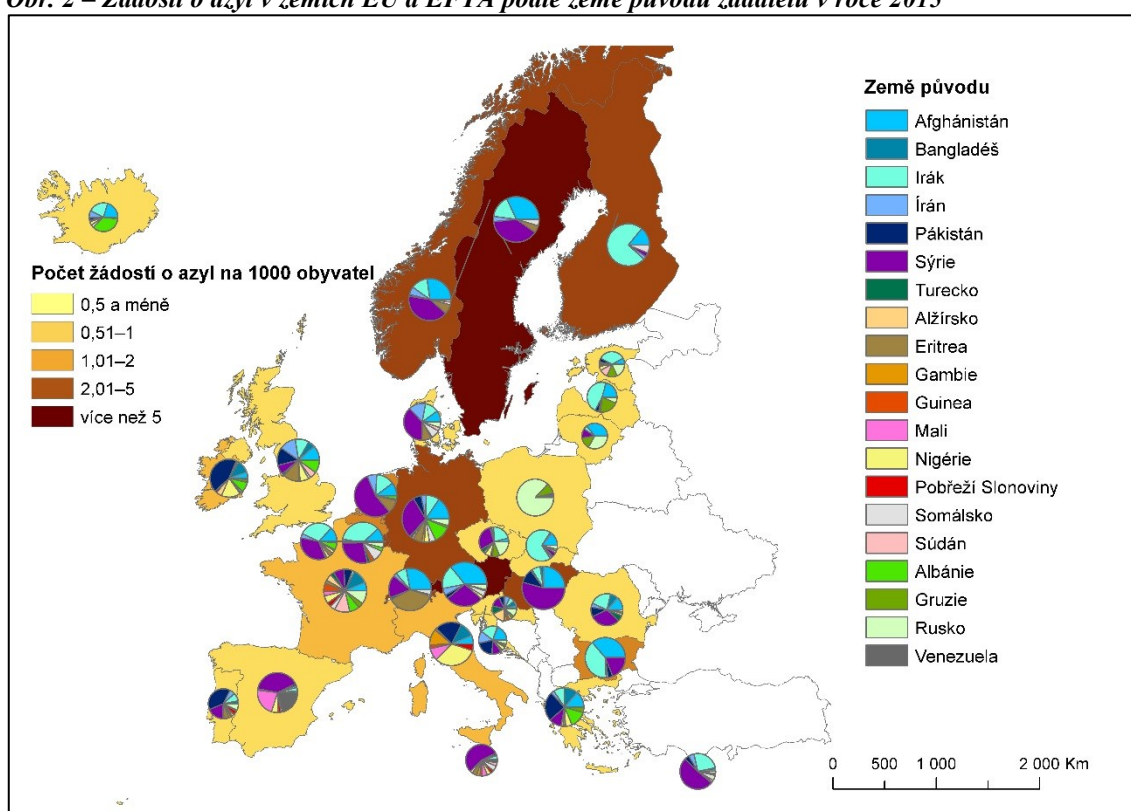 Obr. 2 – Žádosti o azyl v zemích EU a EFTA podle země původu žadatelů v roce 2015
Země původu
Afghánistán
Bangladéš
Irák
Írán
Pákistán
Sýrie
Turecko
Alžírsko
Eritrea
Gambie
Guinea
Mali
Nigérie
Pobřeží Slonoviny
Somálsko
Súdán
Albánie
Gruzie
Rusko
Venezuela
Počet žádostí o azyl na 1000 obyvatel
0,5 a méně
0,51–1
1,01–2
2,01–5
více než 5
0 500 1 000 2 000 Km